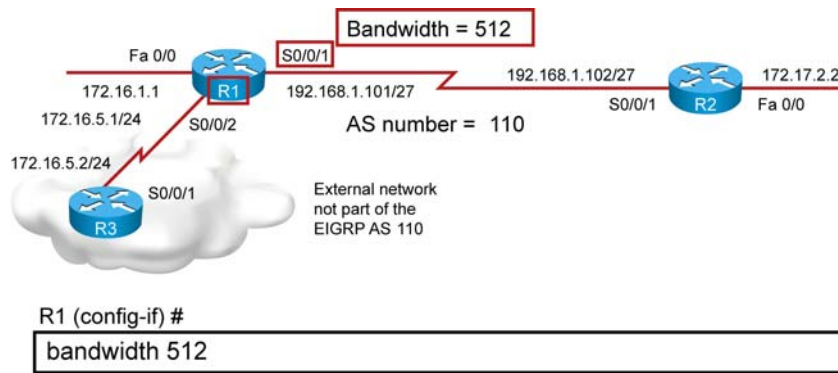 Bandwidth = 512
Fa 0/0
S0/0/1
172.16.1.1
R1
192.168.1.101/27
192.168.1.102/27
172.17.2.2
S0/0/1
R2
Fa 0/0
172.16.5.1/24
S0/0/2
AS number = 110
172.16.5.2/24
S0/0/1
R3
External network
not part of the
EIGRP AS 110
R1 (config-if) #
bandwidth 512